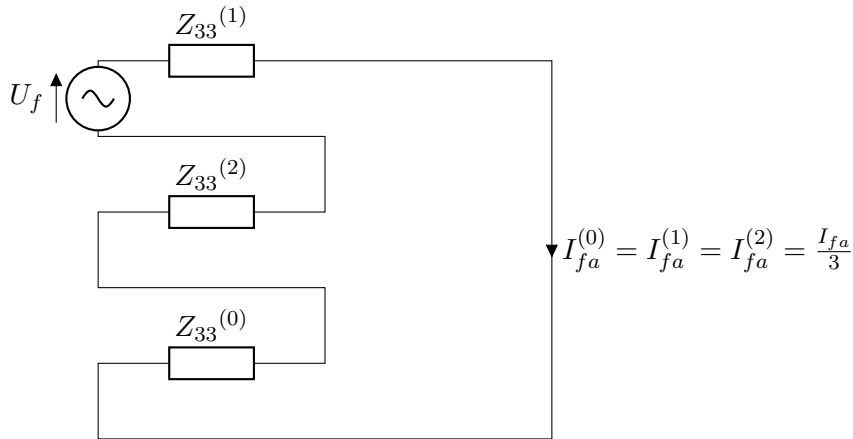 Z_{33}^{(1)}
U_f
Z_{33}^{(2)}
I_{fa}^{(0)} = I_{fa}^{(1)} = I_{fa}^{(2)} = \frac{I_{fa}}{3}
Z_{33}^{(0)}